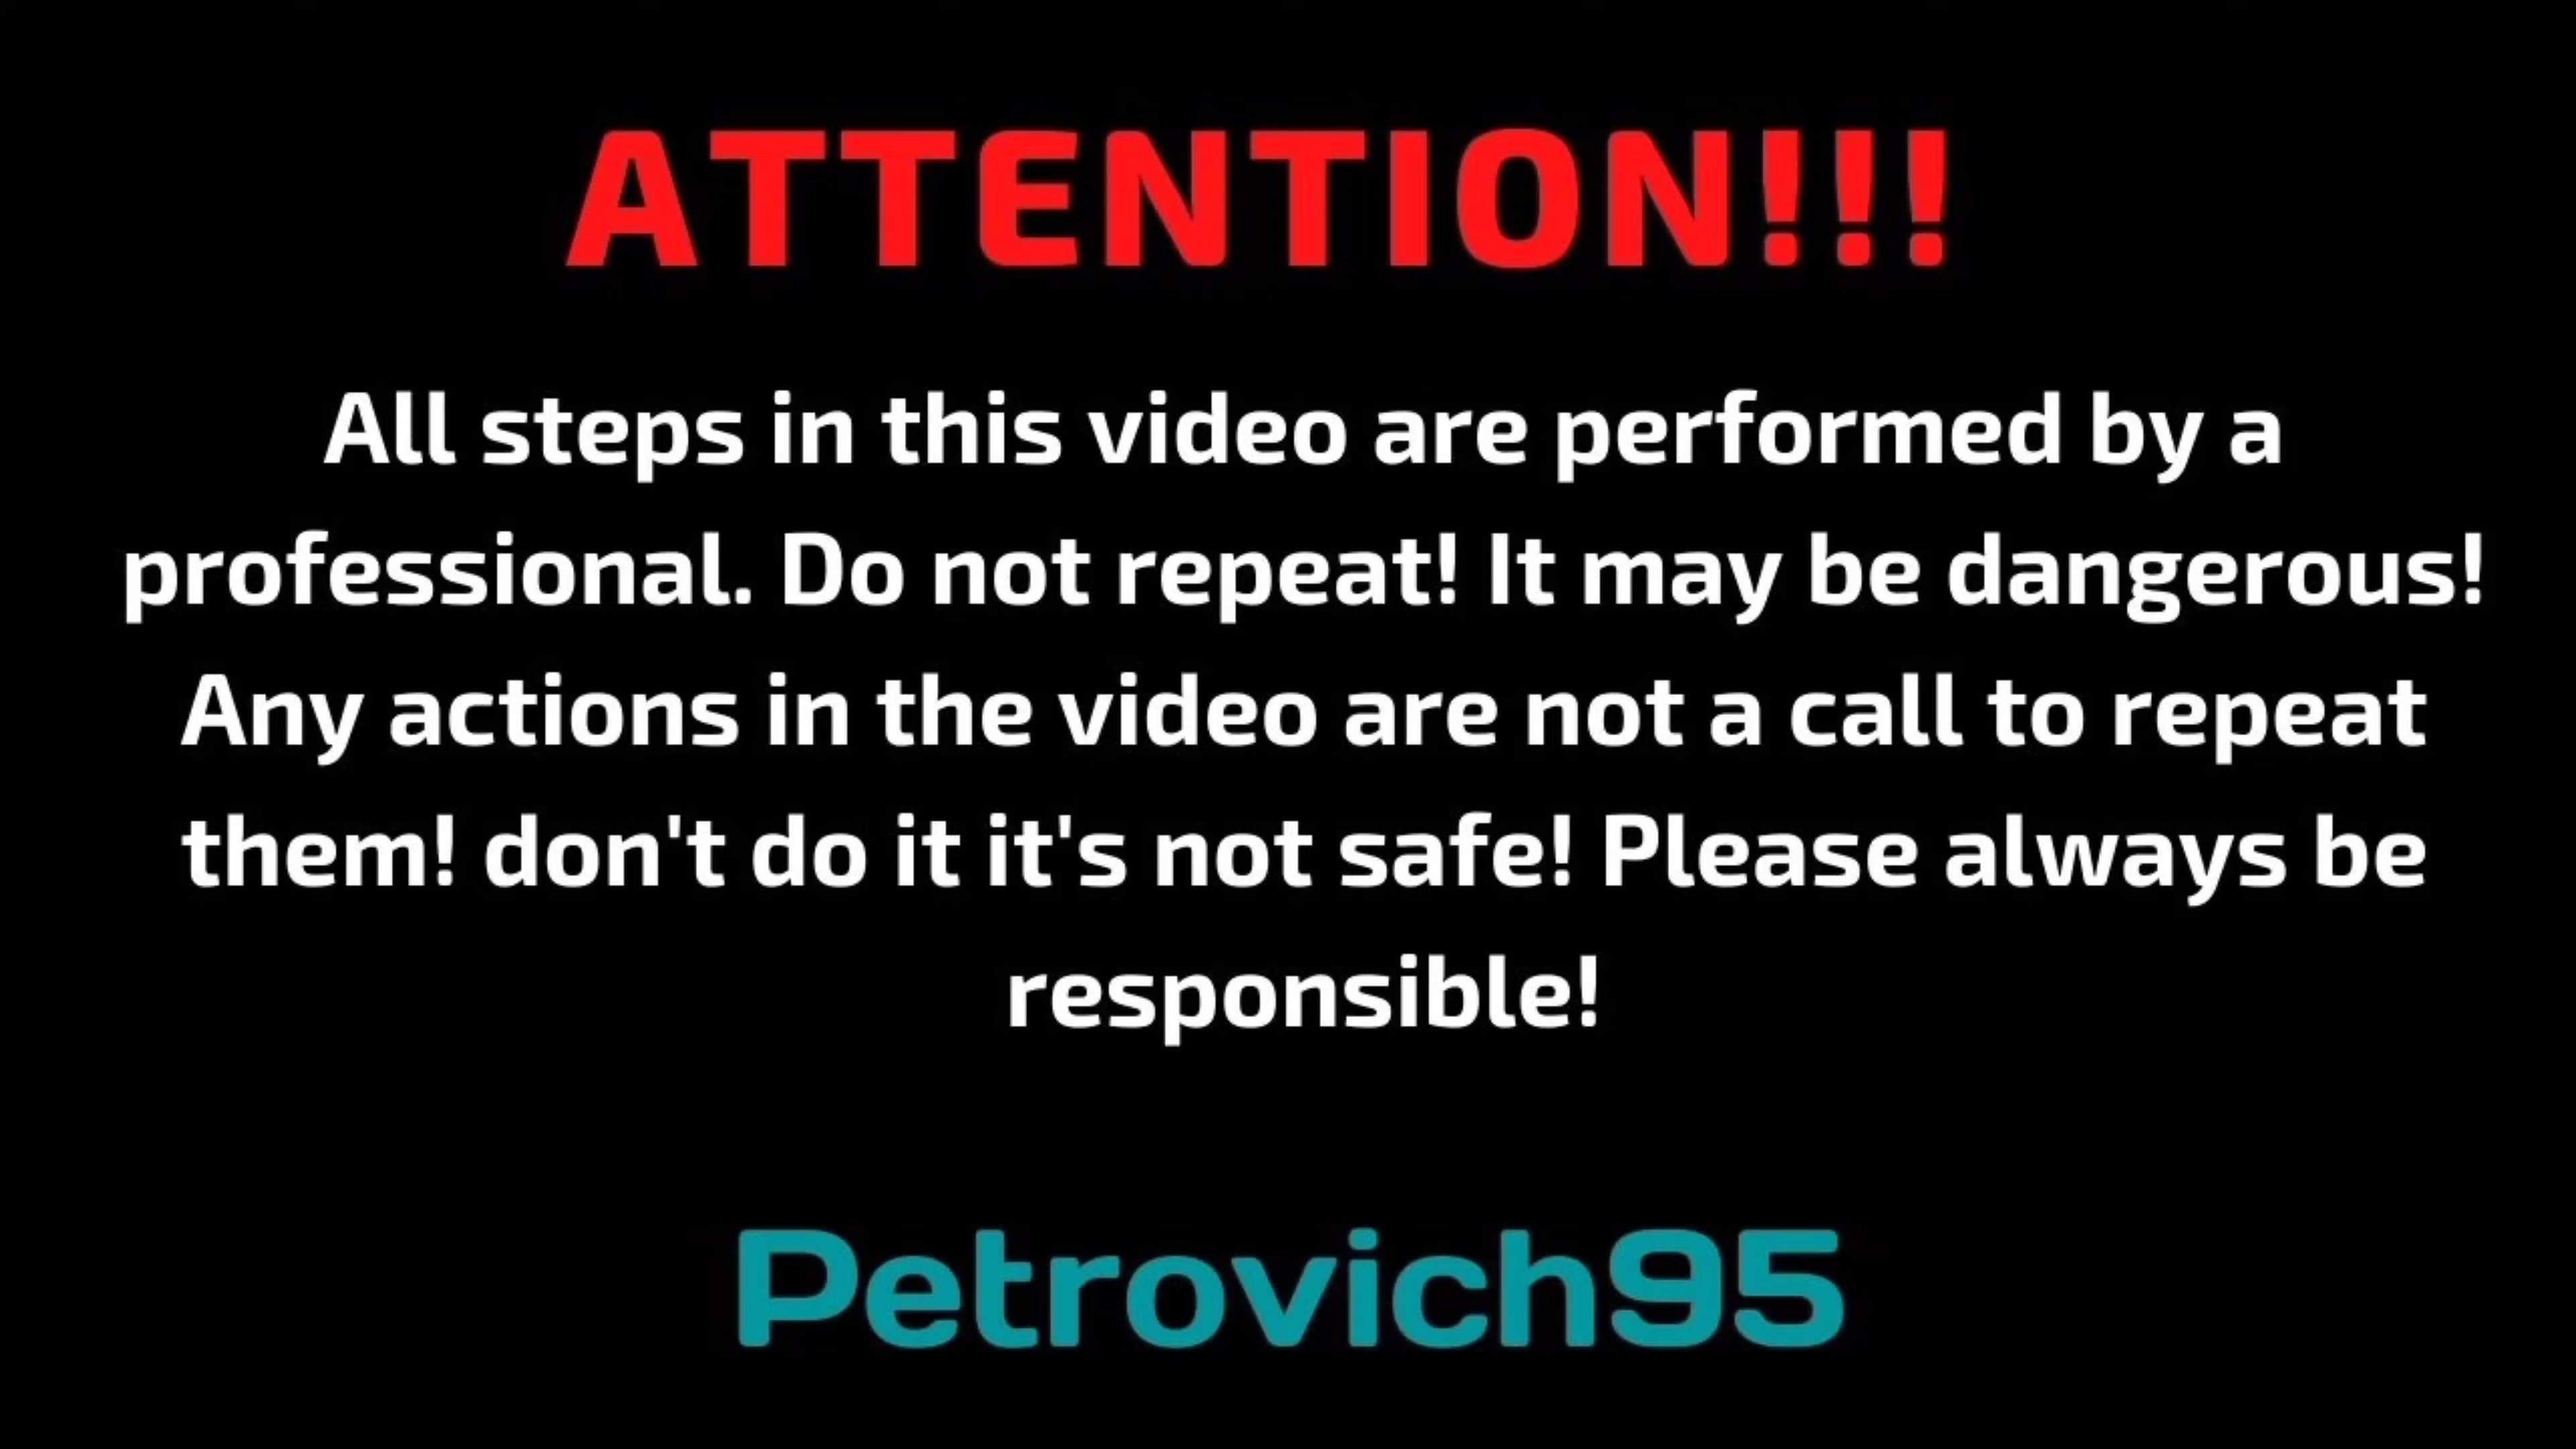 ATTENTION!!!
All steps in this video are performed by a
professional. Do not repeat! It may be dangerous!
Any actions in the video are not a call to repeat
them! don't do it it's not safe! Please always be
responsible!
Petrovich95